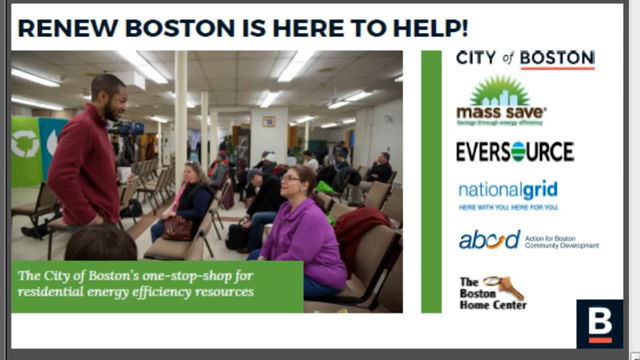 RENEW BOSTON IS HERE TO HELP!
CITY of BOSTON
mass save
Savings through energy efficiency
EVERSOURCE
nationalgrid
HERE WITH YOU. HERE FOR YOU.
abcd Action for Boston
Community Development
The
Boston
Home Center
The City of Boston's one-stop-shop for
residential energy efficiency resources
B